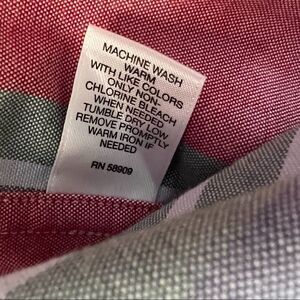 MACHINE WASH
WARM
WITH LIKE COLORS
ONLY NON-
CHLORINE BLEACH
WHEN NEEDED
TUMBLE DRY LOW
REMOVE PROMPTLY
WARM IRON IF
NEEDED
RN 58909